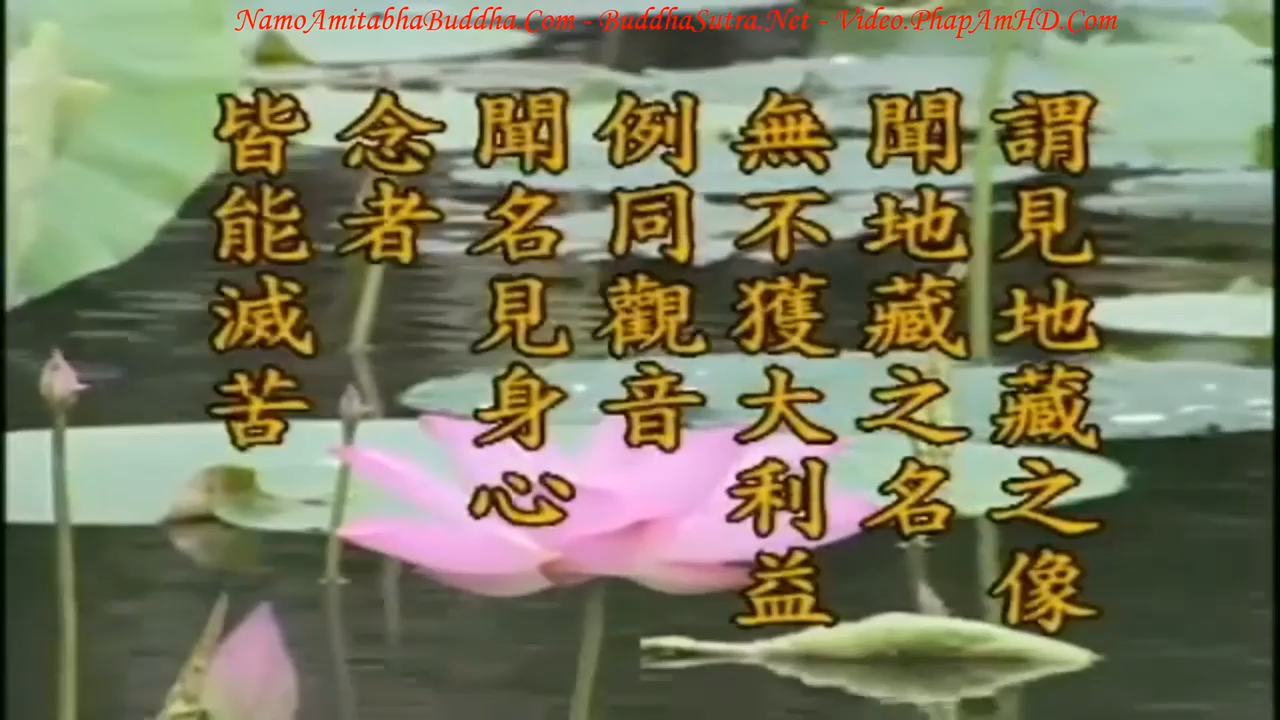 NamoAmitabhaBuddha.Com - BuddhaSutra.Net - Video.PhapAmHD.Com
謂見地藏之像
聞地藏之名
無不獲大利益
例同觀音
聞名見身心
念者
皆能滅苦